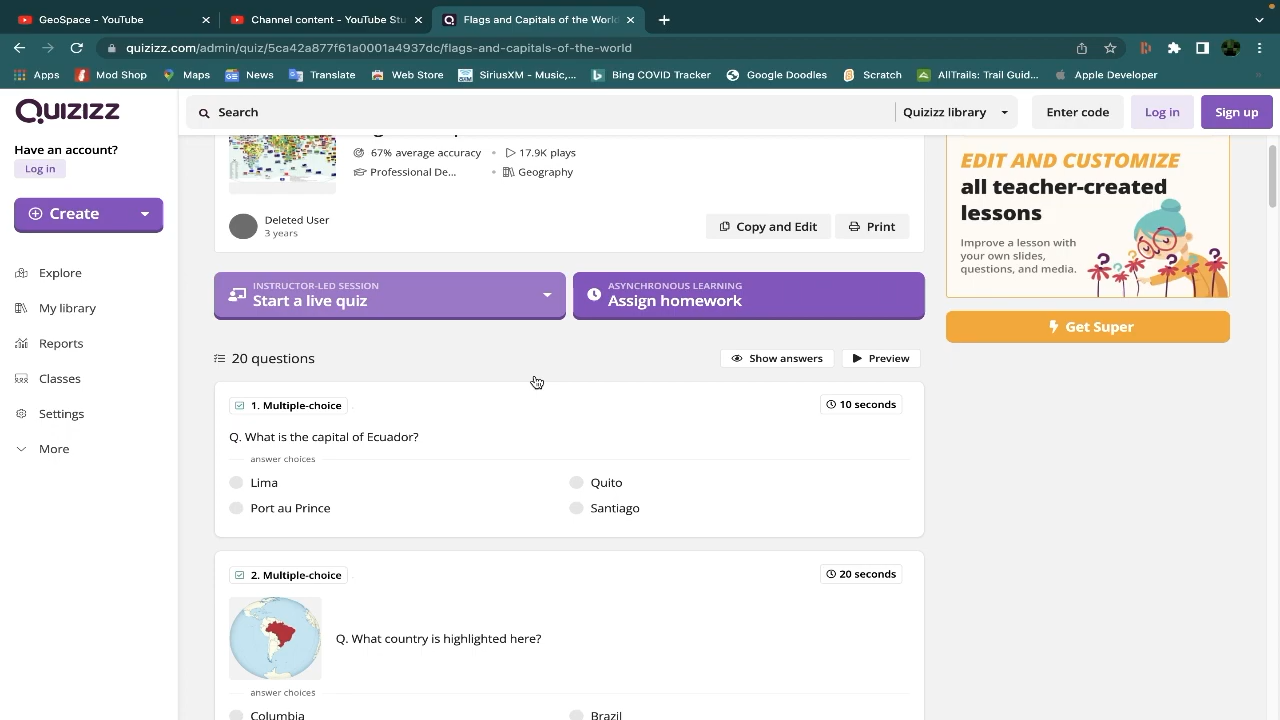 GeoSpace - YouTube
Channel content - YouTube Stu
Flags and Capitals of the World
quizizz.com/admin/quiz/5ca42a877f61a0001a4937dc/flags-and-capitals-of-the-world
Apps
Mod Shop
Maps
News
Translate
Web Store
SiriusXM - Music,...
Bing COVID Tracker
Google Doodles
Scratch
AllTrails: Trail Guid...
Apple Developer
QUIZIZZ
Search
Quizizz library
Enter code
Log in
Sign up
Have an account?
Log in
Create
Explore
My library
Reports
Classes
Settings
More
67% average accuracy
17.9K plays
Professional De...
Geography
Deleted User
3 years
Copy and Edit
Print
INSTRUCTOR-LED SESSION
Start a live quiz
ASYNCHRONOUS LEARNING
Assign homework
20 questions
Show answers
Preview
1. Multiple-choice
10 seconds
Q. What is the capital of Ecuador?
answer choices
Lima
Quito
Port au Prince
Santiago
2. Multiple-choice
20 seconds
Q. What country is highlighted here?
answer choices
Columbia
Brazil
EDIT AND CUSTOMIZE
all teacher-created
lessons
Improve a lesson with
your own slides,
questions, and media.
Get Super